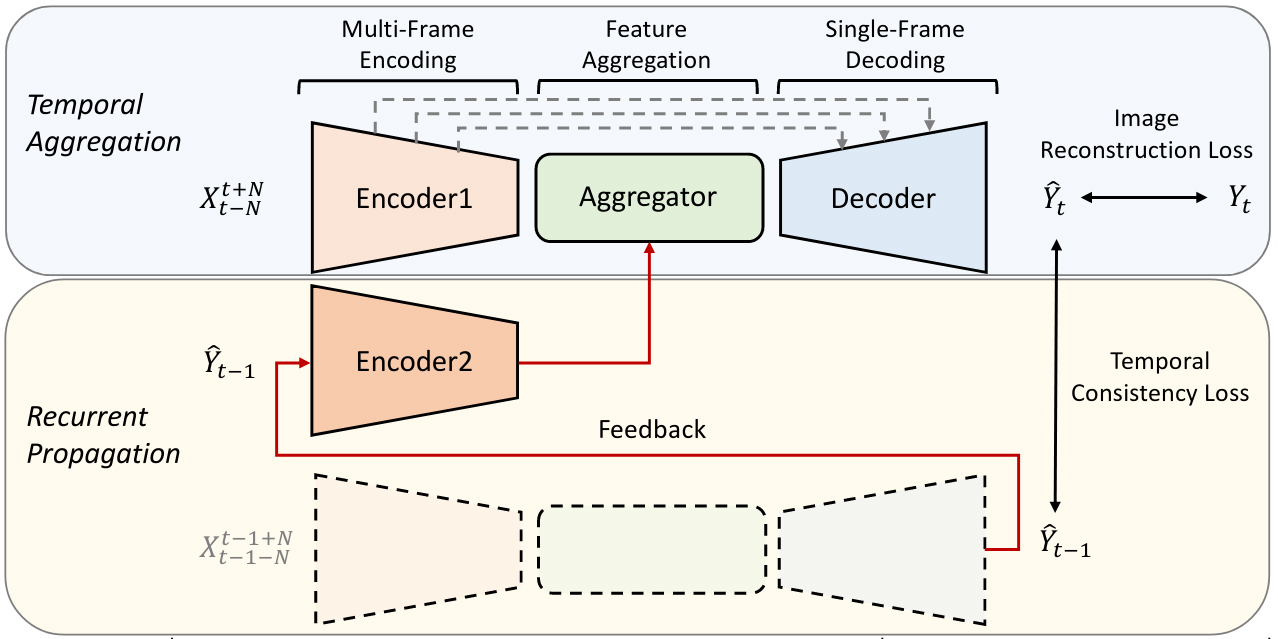 Multi-Frame
Encoding
Feature
Aggregation
Single-Frame
Decoding
Temporal
Aggregation
Image
Reconstruction Loss
$X_{t-N}^{t+N}$
Encoder1
Aggregator
Decoder
$\hat{Y}_t$
$Y_t$
$\hat{Y}_{t-1}$
Encoder2
Temporal
Consistency Loss
Recurrent
Propagation
Feedback
$X_{t-1-N}^{t-1+N}$
$\hat{Y}_{t-1}$